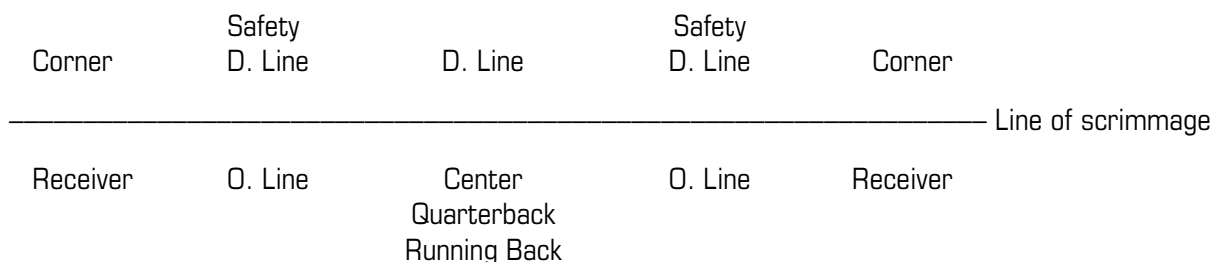 Safety Safety
Corner D. Line D. Line D. Line Corner
Line of scrimmage
Receiver O. Line Center O. Line Receiver
Quarterback
Running Back